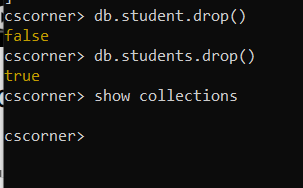 cscorner> db.student.drop()
false
cscorner> db.students.drop()
true
cscorner> show collections
cscorner>